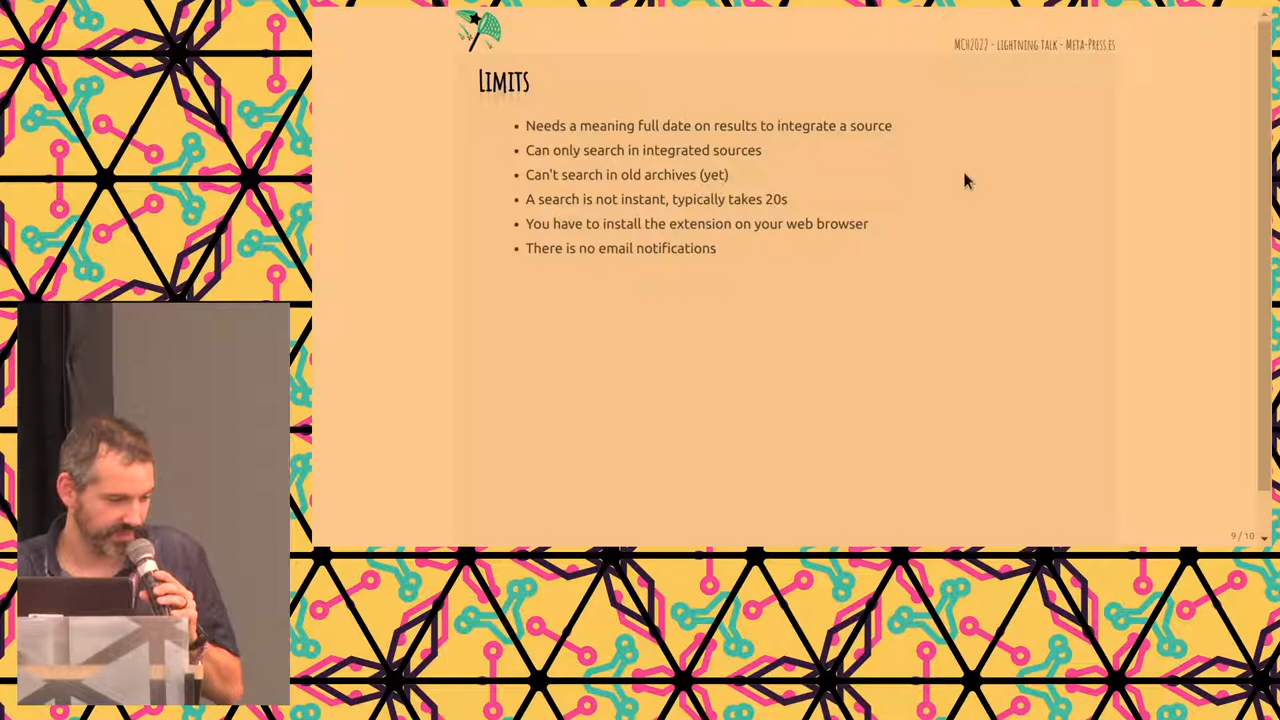 MCH2022 - lightning talk - Meta-Press.es
Limits
• Needs a meaning full date on results to integrate a source
• Can only search in integrated sources
• Can't search in old archives (yet)
• A search is not instant, typically takes 20s
• You have to install the extension on your web browser
• There is no email notifications
9 / 10